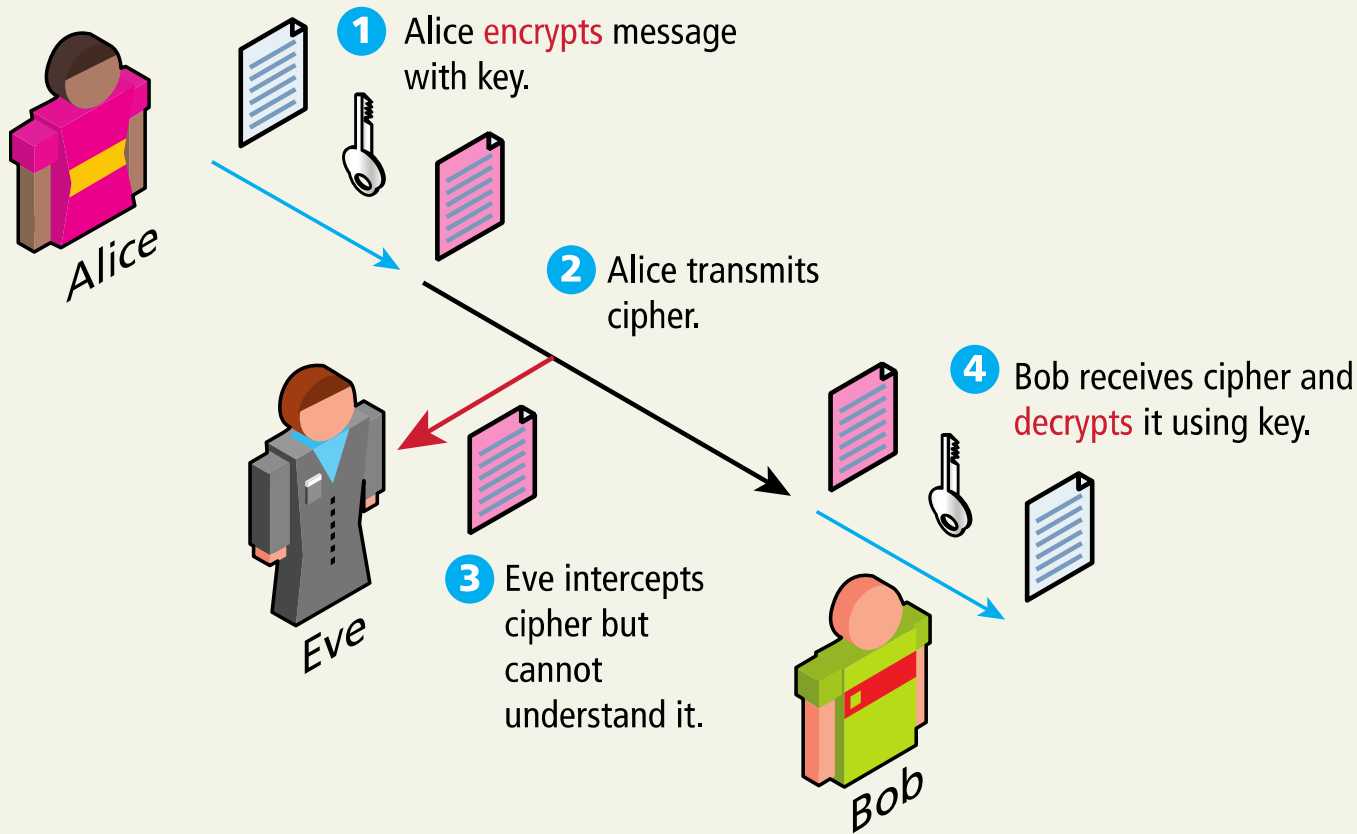 1 Alice encrypts message
with key.
Alice
2 Alice transmits
cipher.
4 Bob receives cipher and
decrypts it using key.
3 Eve intercepts
cipher but
cannot
understand it.
Eve
Bob